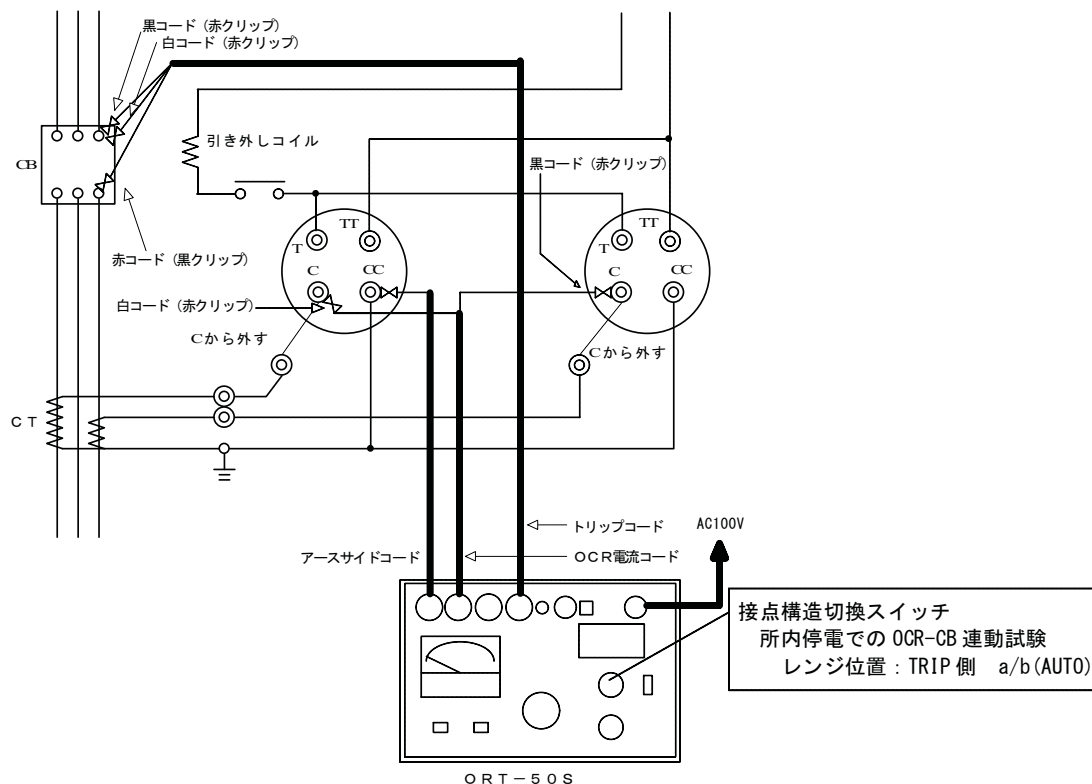 黒コード（赤クリップ）
白コード（赤クリップ）
引き外しコイル
CB
黒コード（赤クリップ）
赤コード（黒クリップ）
T
TT
C
CC
T
TT
C
CC
白コード（赤クリップ）
Cから外す
Cから外す
ＣＴ
トリップコード
AC100V
アースサイドコード
ＯＣＲ電流コード
接点構造切換スイッチ
所内停電での OCR-CB 連動試験
レンジ位置：TRIP 側　a/b(AUTO)
ＯＲＴ－５０Ｓ